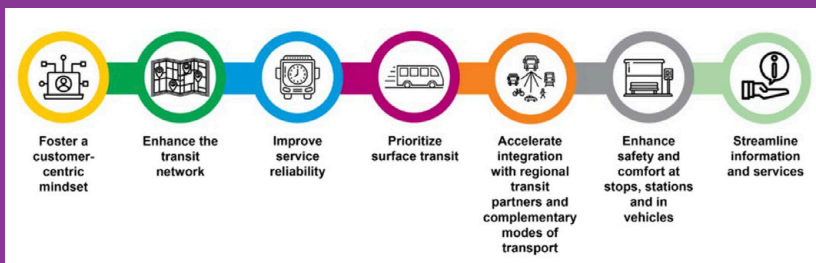 Foster a
customer-
centric
mindset
Enhance the
transit
network
Improve
service
reliability
Prioritize
surface transit
Accelerate
integration
with regional
transit
partners and
complementary
modes of
transport
Enhance
safety and
comfort at
stops, stations
and in
vehicles
Streamline
information
and services